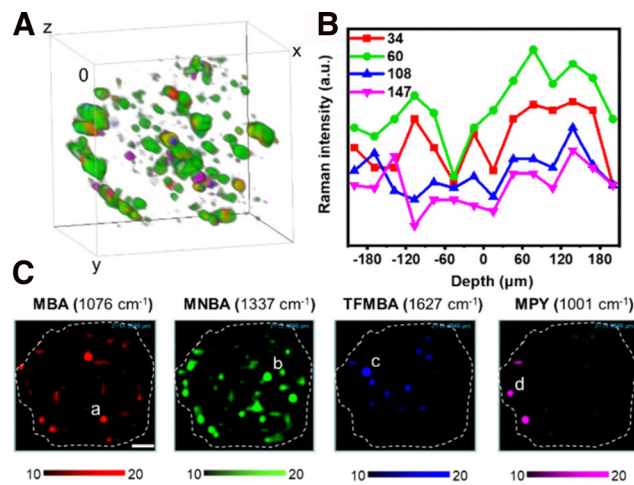 A
z
x
0
y
B
34
60
108
147
Raman intensity (a.u.)
-180 -120 -60 0 60 120 180
Depth (μm)
C
MBA (1076 cm⁻¹) MNBA (1337 cm⁻¹) TFMBA (1627 cm⁻¹) MPY (1001 cm⁻¹)
a b c d
10 20 10 20 10 20 10 20